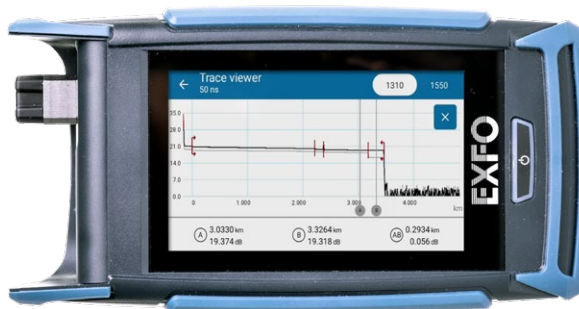 ← Trace viewer
50 ns
1310 1550
×
35.0
28.0
21.0
14.0
7.0
0.0
0 1.000 2.000 3.000 4.000
km
A B
A 3.0330 km
19.374 dB
B 3.3264 km
19.318 dB
AB 0.2934 km
0.056 dB
EXFO